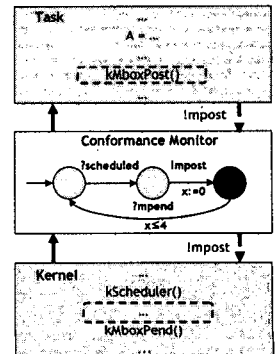 Task
...
A = ...
...
kMboxPost()
...
!mpost
Conformance Monitor
?scheduled
!mpost
x:=0
?mpend
x≤4
!mpost
Kernel
...
kScheduler()
...
kMboxPend()
...